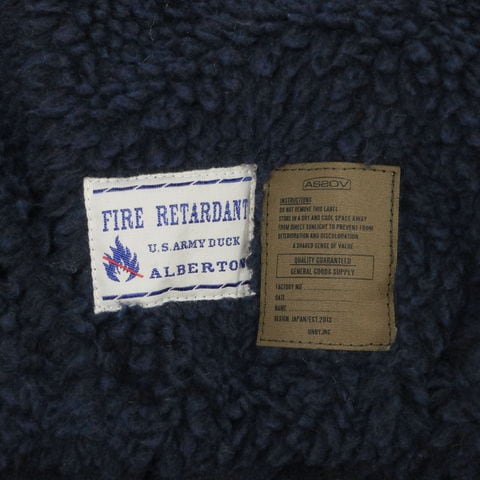 FIRE RETARDANT
U.S.ARMY DUCK
ALBERTON
AS2OV
INSTRUCTIONS
DO NOT REMOVE THIS LABEL
STORE IN A DRY AND COOL SPACE AWAY
FROM DIRECT SUNLIGHT TO PREVENT FROM
DETERIORATION AND DISCOLORATION
A SHARED SENSE OF VALUE
QUALITY GUARANTEED
GENERAL GOODS SUPPLY
FACTORY NO
DATE
NAME
DESIGN. JAPAN/EST.2013
UNBY.INC